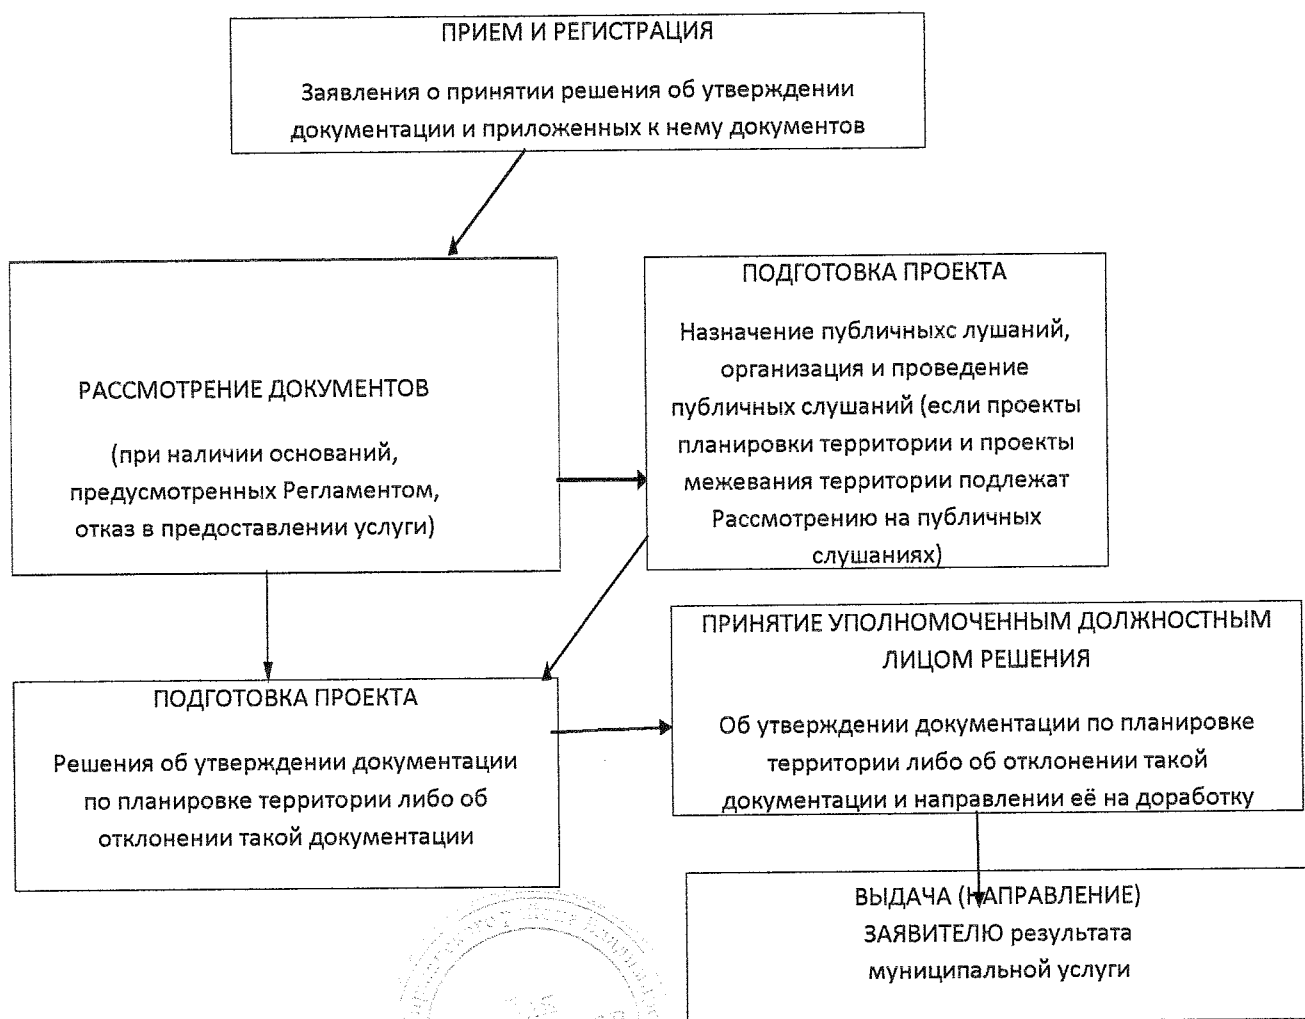 ПРИЕМ И РЕГИСТРАЦИЯ
Заявления о принятии решения об утверждении
документации и приложенных к нему документов
РАССМОТРЕНИЕ ДОКУМЕНТОВ
(при наличии оснований,
предусмотренных Регламентом,
отказ в предоставлении услуги)
ПОДГОТОВКА ПРОЕКТА
Назначение публичныхс лушаний,
организация и проведение
публичных слушаний (если проекты
планировки территории и проекты
межевания территории подлежат
Рассмотрению на публичных
слушаниях)
ПОДГОТОВКА ПРОЕКТА
Решения об утверждении документации
по планировке территории либо об
отклонении такой документации
ПРИНЯТИЕ УПОЛНОМОЧЕННЫМ ДОЛЖНОСТНЫМ
ЛИЦОМ РЕШЕНИЯ
Об утверждении документации по планировке
территории либо об отклонении такой
документации и направлении её на доработку
ВЫДАЧА (НАПРАВЛЕНИЕ)
ЗАЯВИТЕЛЮ результата
муниципальной услуги